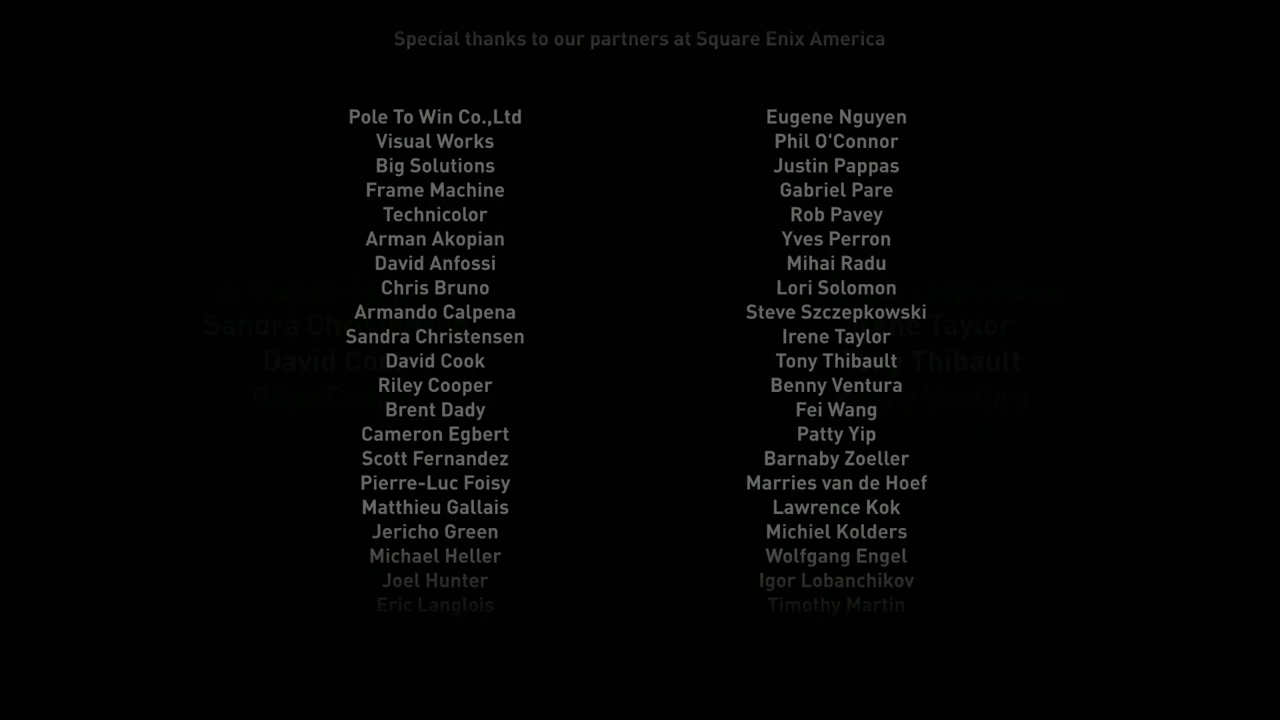 Special thanks to our partners at Square Enix America
Pole To Win Co.,Ltd
Visual Works
Big Solutions
Frame Machine
Technicolor
Arman Akopian
David Anfossi
Chris Bruno
Armando Calpena
Sandra Christensen
David Cook
Riley Cooper
Brent Dady
Cameron Egbert
Scott Fernandez
Pierre-Luc Foisy
Matthieu Gallais
Jericho Green
Michael Heller
Joel Hunter
Eric Langlois
Eugene Nguyen
Phil O'Connor
Justin Pappas
Gabriel Pare
Rob Pavey
Yves Perron
Mihai Radu
Lori Solomon
Steve Szczepkowski
Irene Taylor
Tony Thibault
Benny Ventura
Fei Wang
Patty Yip
Barnaby Zoeller
Marries van de Hoef
Lawrence Kok
Michiel Kolders
Wolfgang Engel
Igor Lobanchikov
Timothy Martin